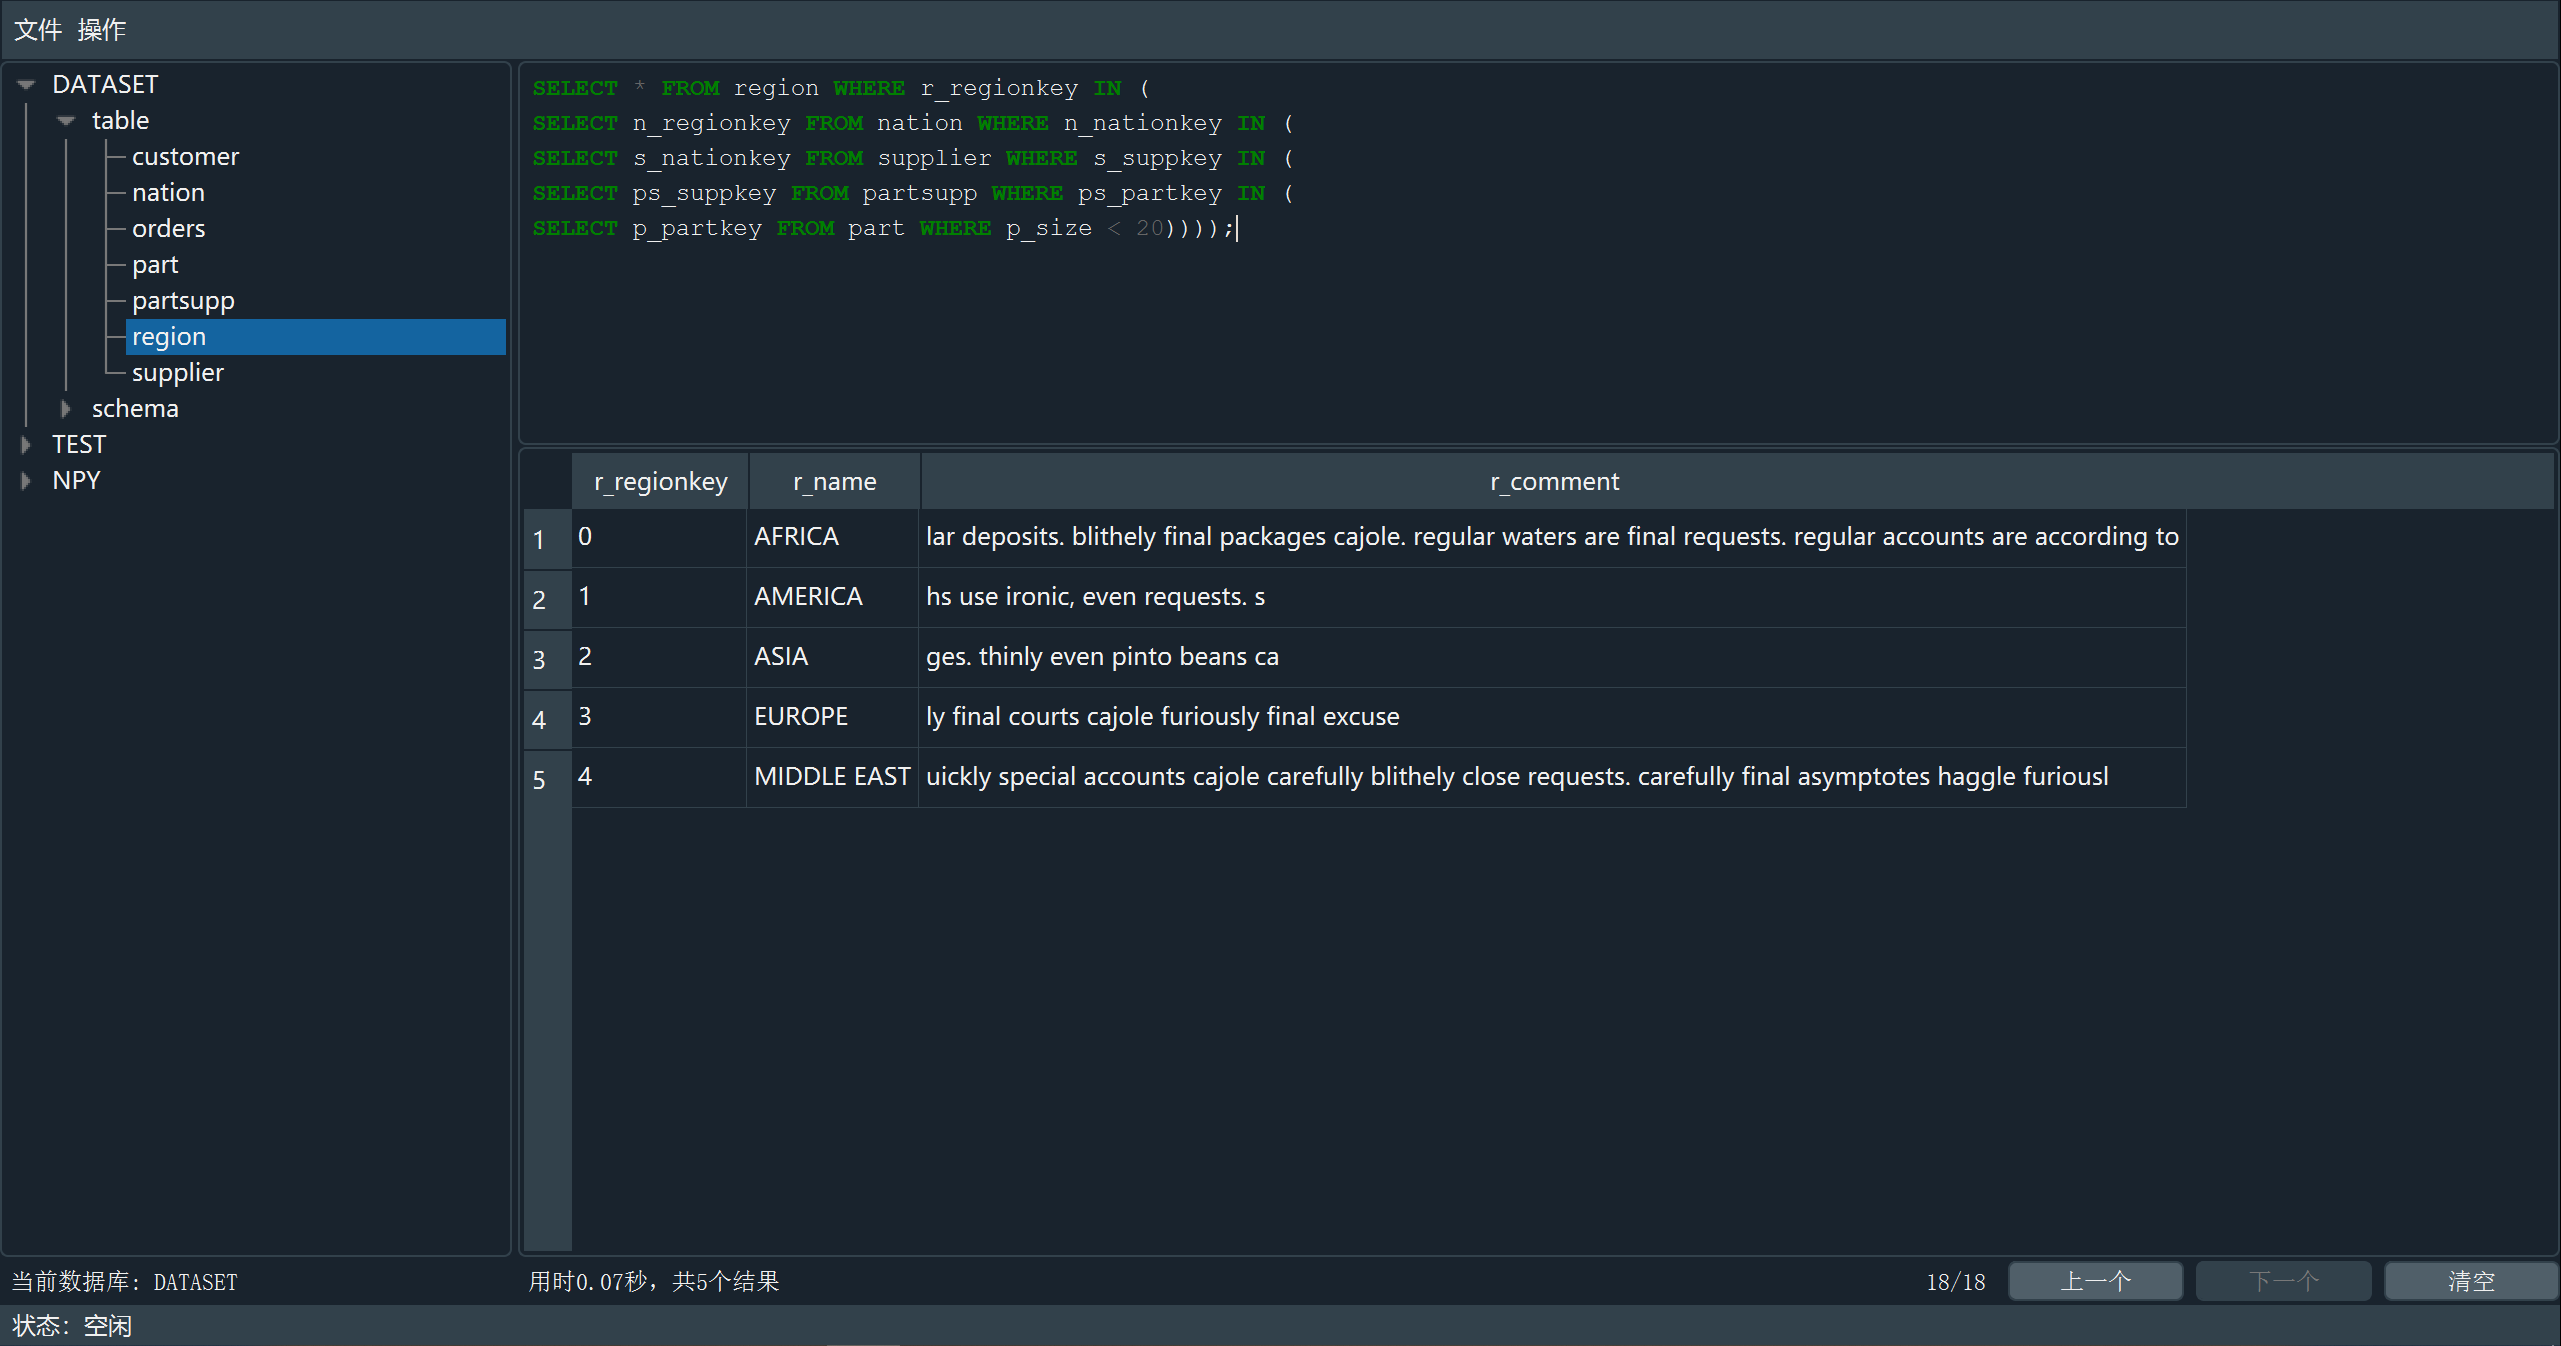 文件 操作
DATASET
table
customer
nation
orders
part
partsupp
region
supplier
schema
TEST
NPY
SELECT * FROM region WHERE r_regionkey IN (
SELECT n_regionkey FROM nation WHERE n_nationkey IN (
SELECT s_nationkey FROM supplier WHERE s_suppkey IN (
SELECT ps_suppkey FROM partsupp WHERE ps_partkey IN (
SELECT p_partkey FROM part WHERE p_size < 20))));
r_regionkey r_name r_comment
1 0 AFRICA lar deposits. blithely final packages cajole. regular waters are final requests. regular accounts are according to
2 1 AMERICA hs use ironic, even requests. s
3 2 ASIA ges. thinly even pinto beans ca
4 3 EUROPE ly final courts cajole furiously final excuse
5 4 MIDDLE EAST uickly special accounts cajole carefully blithely close requests. carefully final asymptotes haggle furiousl
当前数据库: DATASET 用时0.07秒，共5个结果 18/18 上一个 下一个 清空
状态: 空闲